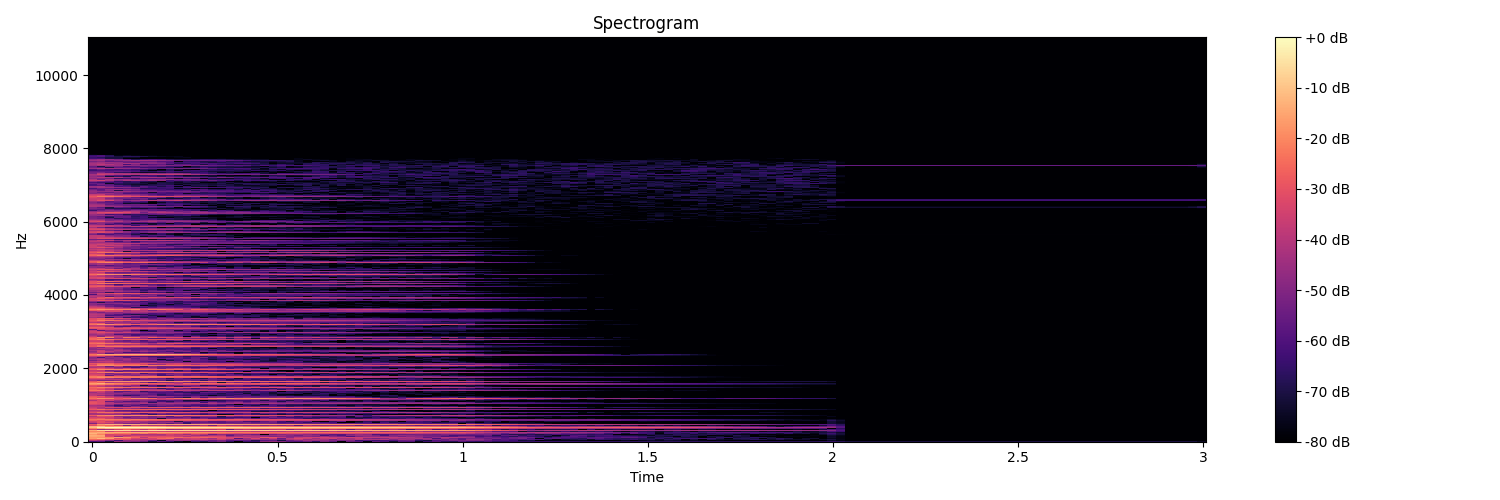 Spectrogram
10000
8000
6000
4000
2000
0
Hz
0
0.5
1
1.5
2
2.5
3
Time
+0 dB
-10 dB
-20 dB
-30 dB
-40 dB
-50 dB
-60 dB
-70 dB
-80 dB